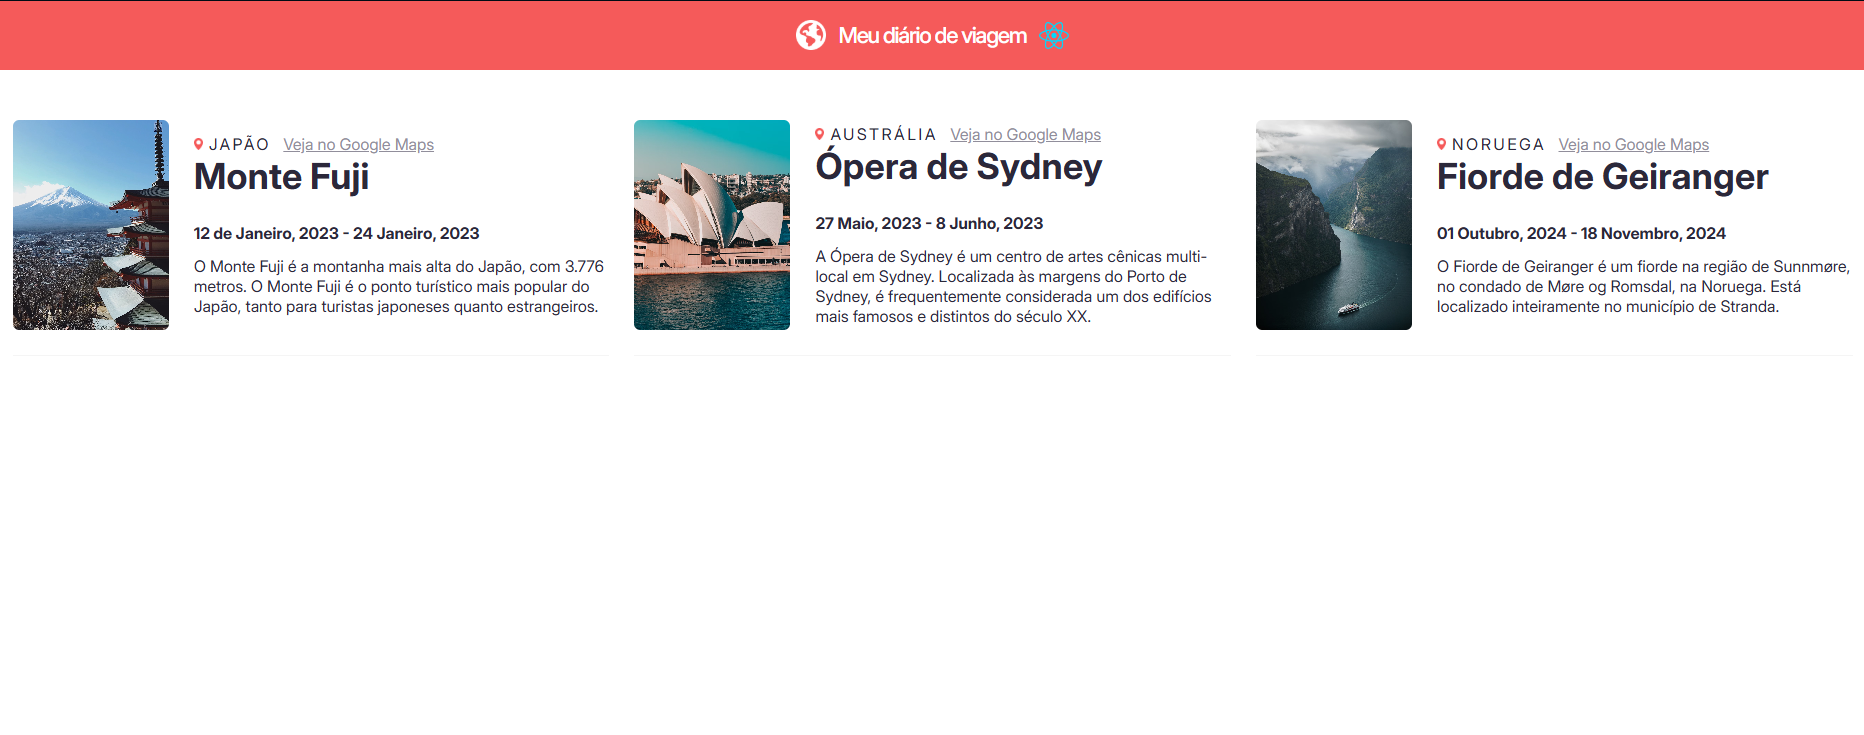 Meu diário de viagem
JAPÃO Veja no Google Maps
Monte Fuji
12 de Janeiro, 2023 - 24 Janeiro, 2023
O Monte Fuji é a montanha mais alta do Japão, com 3.776
metros. O Monte Fuji é o ponto turístico mais popular do
Japão, tanto para turistas japoneses quanto estrangeiros.
AUSTRÁLIA Veja no Google Maps
Ópera de Sydney
27 Maio, 2023 - 8 Junho, 2023
A Ópera de Sydney é um centro de artes cênicas multi-
local em Sydney. Localizada às margens do Porto de
Sydney, é frequentemente considerada um dos edifícios
mais famosos e distintos do século XX.
NORUEGA Veja no Google Maps
Fiorde de Geiranger
01 Outubro, 2024 - 18 Novembro, 2024
O Fiorde de Geiranger é um fiorde na região de Sunnmøre,
no condado de Møre og Romsdal, na Noruega. Está
localizado inteiramente no município de Stranda.